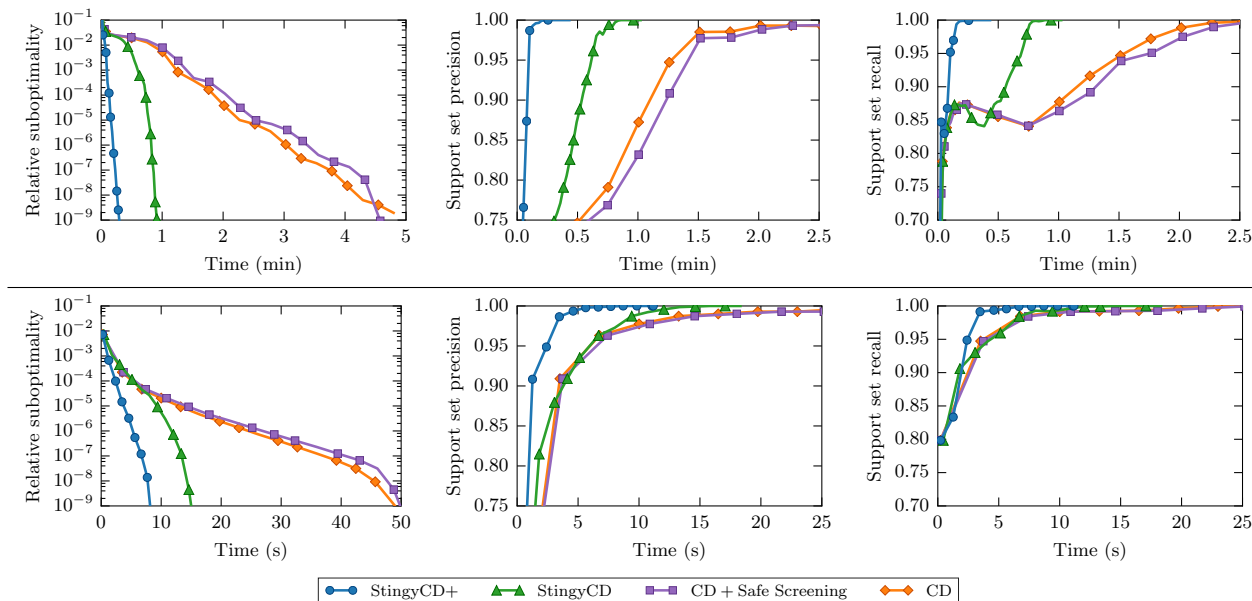 Relative suboptimality
10⁻¹
10⁻²
10⁻³
10⁻⁴
10⁻⁵
10⁻⁶
10⁻⁷
10⁻⁸
10⁻⁹
0 1 2 3 4 5
Time (min)
Support set precision
1.00
0.95
0.90
0.85
0.80
0.75
0.0 0.5 1.0 1.5 2.0 2.5
Time (min)
Support set recall
1.00
0.95
0.90
0.85
0.80
0.75
0.70
0.0 0.5 1.0 1.5 2.0 2.5
Time (min)
Relative suboptimality
10⁻¹
10⁻²
10⁻³
10⁻⁴
10⁻⁵
10⁻⁶
10⁻⁷
10⁻⁸
10⁻⁹
0 10 20 30 40 50
Time (s)
Support set precision
1.00
0.95
0.90
0.85
0.80
0.75
0 5 10 15 20 25
Time (s)
Support set recall
1.00
0.95
0.90
0.85
0.80
0.75
0.70
0 5 10 15 20 25
Time (s)
StingyCD+ StingyCD CD + Safe Screening CD